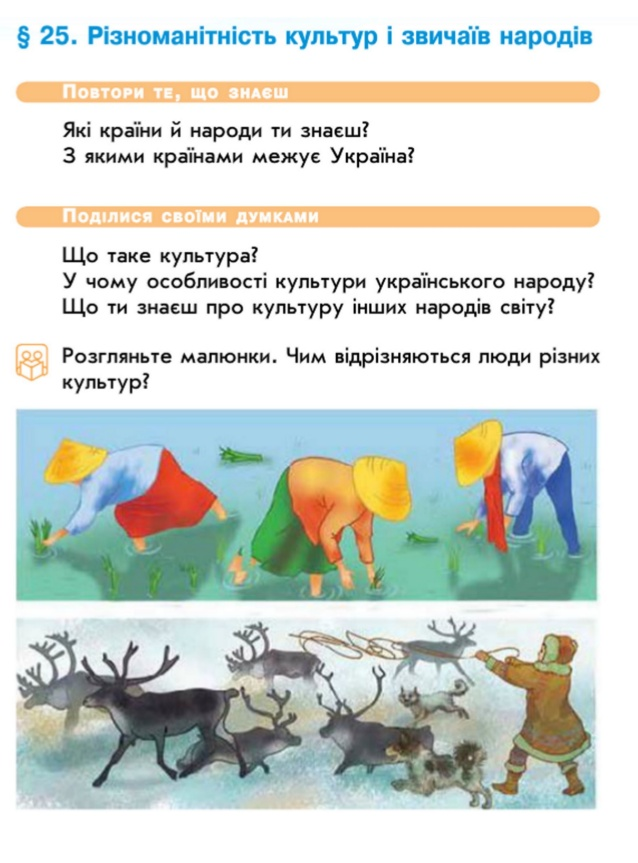 § 25. Різноманітність культур і звичаїв народів
Повтори те, що знаєш
Які країни й народи ти знаєш?
З якими країнами межує Україна?
Поділися своїми думками
Що таке культура?
У чому особливості культури українського народу?
Що ти знаєш про культуру інших народів світу?
Розгляньте малюнки. Чим відрізняються люди різних
культур?